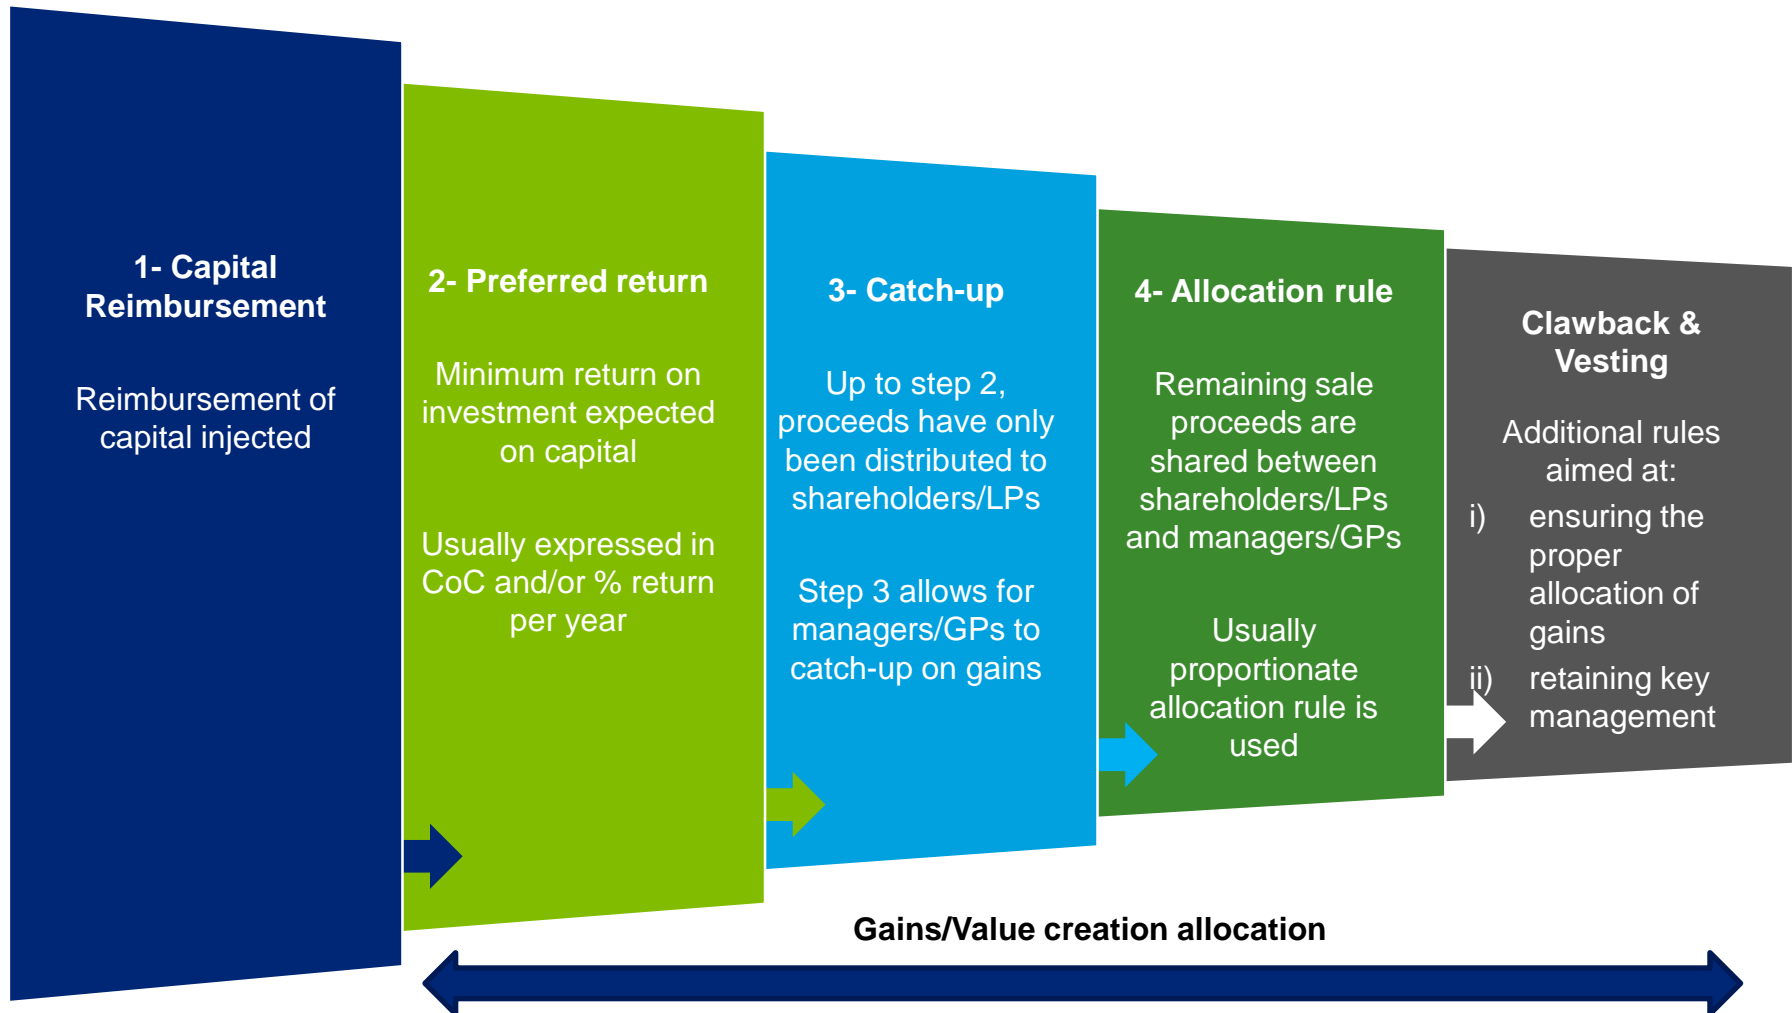 1- Capital
Reimbursement
Reimbursement of
capital injected
2- Preferred return
Minimum return on
investment expected
on capital
Usually expressed in
CoC and/or % return
per year
3- Catch-up
Up to step 2,
proceeds have only
been distributed to
shareholders/LPs
Step 3 allows for
managers/GPs to
catch-up on gains
4- Allocation rule
Remaining sale
proceeds are
shared between
shareholders/LPs
and managers/GPs
Usually
proportionate
allocation rule is
used
Clawback &
Vesting
Additional rules
aimed at:
i) ensuring the
proper
allocation of
gains
ii) retaining key
management
Gains/Value creation allocation